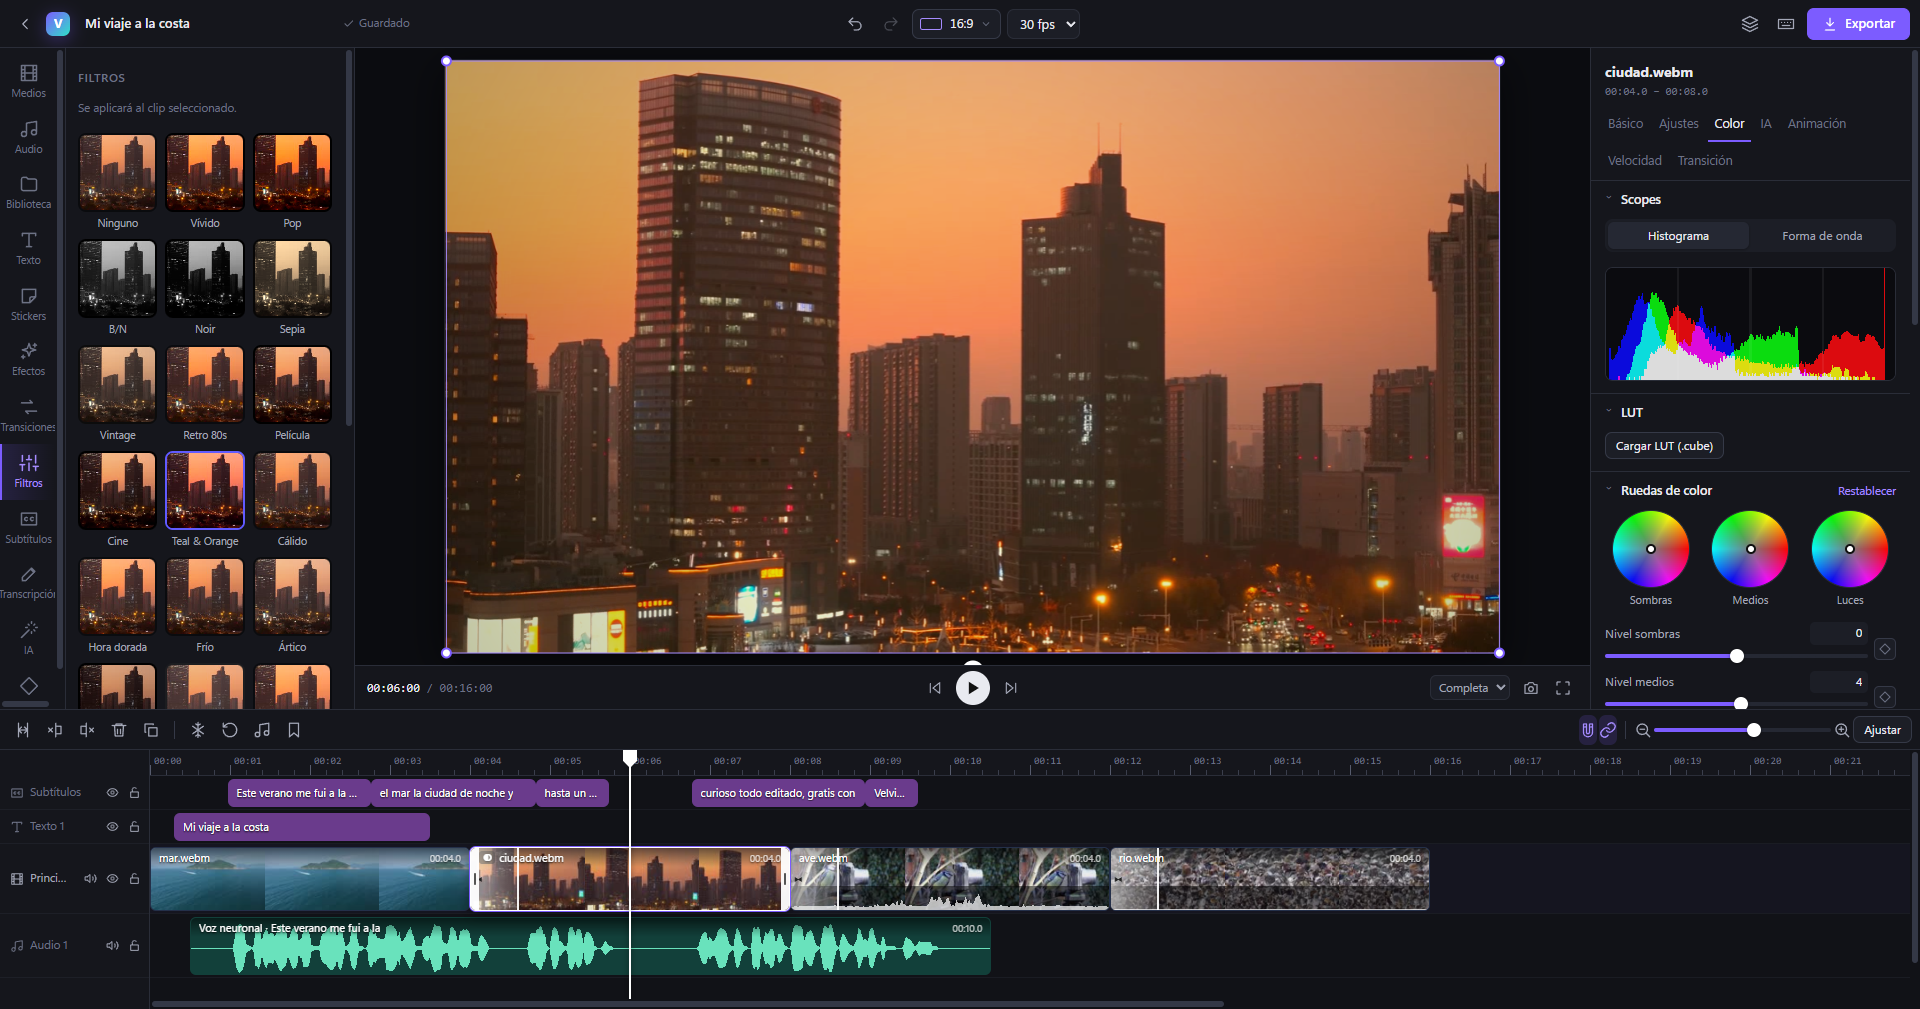 V
Mi viaje a la costa
Guardado
16:9
30 fps
Exportar
Medios
Audio
Biblioteca
Texto
Stickers
Efectos
Transiciones
Filtros
Subtítulos
Transcripción
IA
FILTROS
Se aplicará al clip seleccionado.
Ninguno
Vívido
Pop
B/N
Noir
Sepia
Vintage
Retro 80s
Película
Cine
Teal & Orange
Cálido
Hora dorada
Frío
Ártico
00:06:00 / 00:16:00
Completa
ciudad.webm
00:04.0 – 00:08.0
Básico
Ajustes
Color
IA
Animación
Velocidad
Transición
Scopes
Histograma
Forma de onda
LUT
Cargar LUT (.cube)
Ruedas de color
Restablecer
Sombras
Medios
Luces
Nivel sombras
0
Nivel medios
4
Ajustar
00:00
00:01
00:02
00:03
00:04
00:05
00:06
00:07
00:08
00:09
00:10
00:11
00:12
00:13
00:14
00:15
00:16
00:17
00:18
00:19
00:20
00:21
Subtítulos
Este verano me fui a la ...
el mar la ciudad de noche y
hasta un ...
curioso todo editado, gratis con
Velvi...
Texto 1
Mi viaje a la costa
Princi...
mar.webm
00:04.0
ciudad.webm
00:04.0
ave.webm
00:04.0
rio.webm
00:04.0
Audio 1
Voz neuronal · Este verano me fui a la
00:10.0